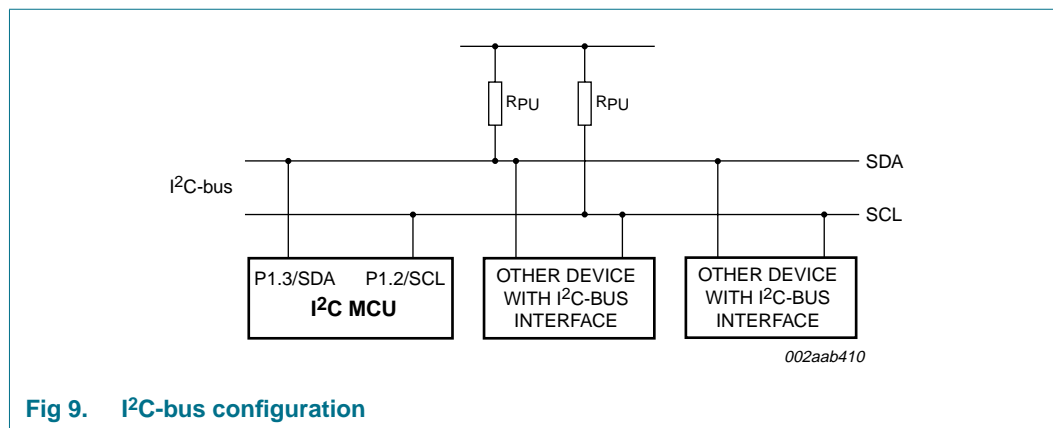 RPU RPU
SDA
I²C-bus
SCL
P1.3/SDA P1.2/SCL
I²C MCU
OTHER DEVICE
WITH I²C-BUS
INTERFACE
OTHER DEVICE
WITH I²C-BUS
INTERFACE
002aab410
Fig 9. I²C-bus configuration